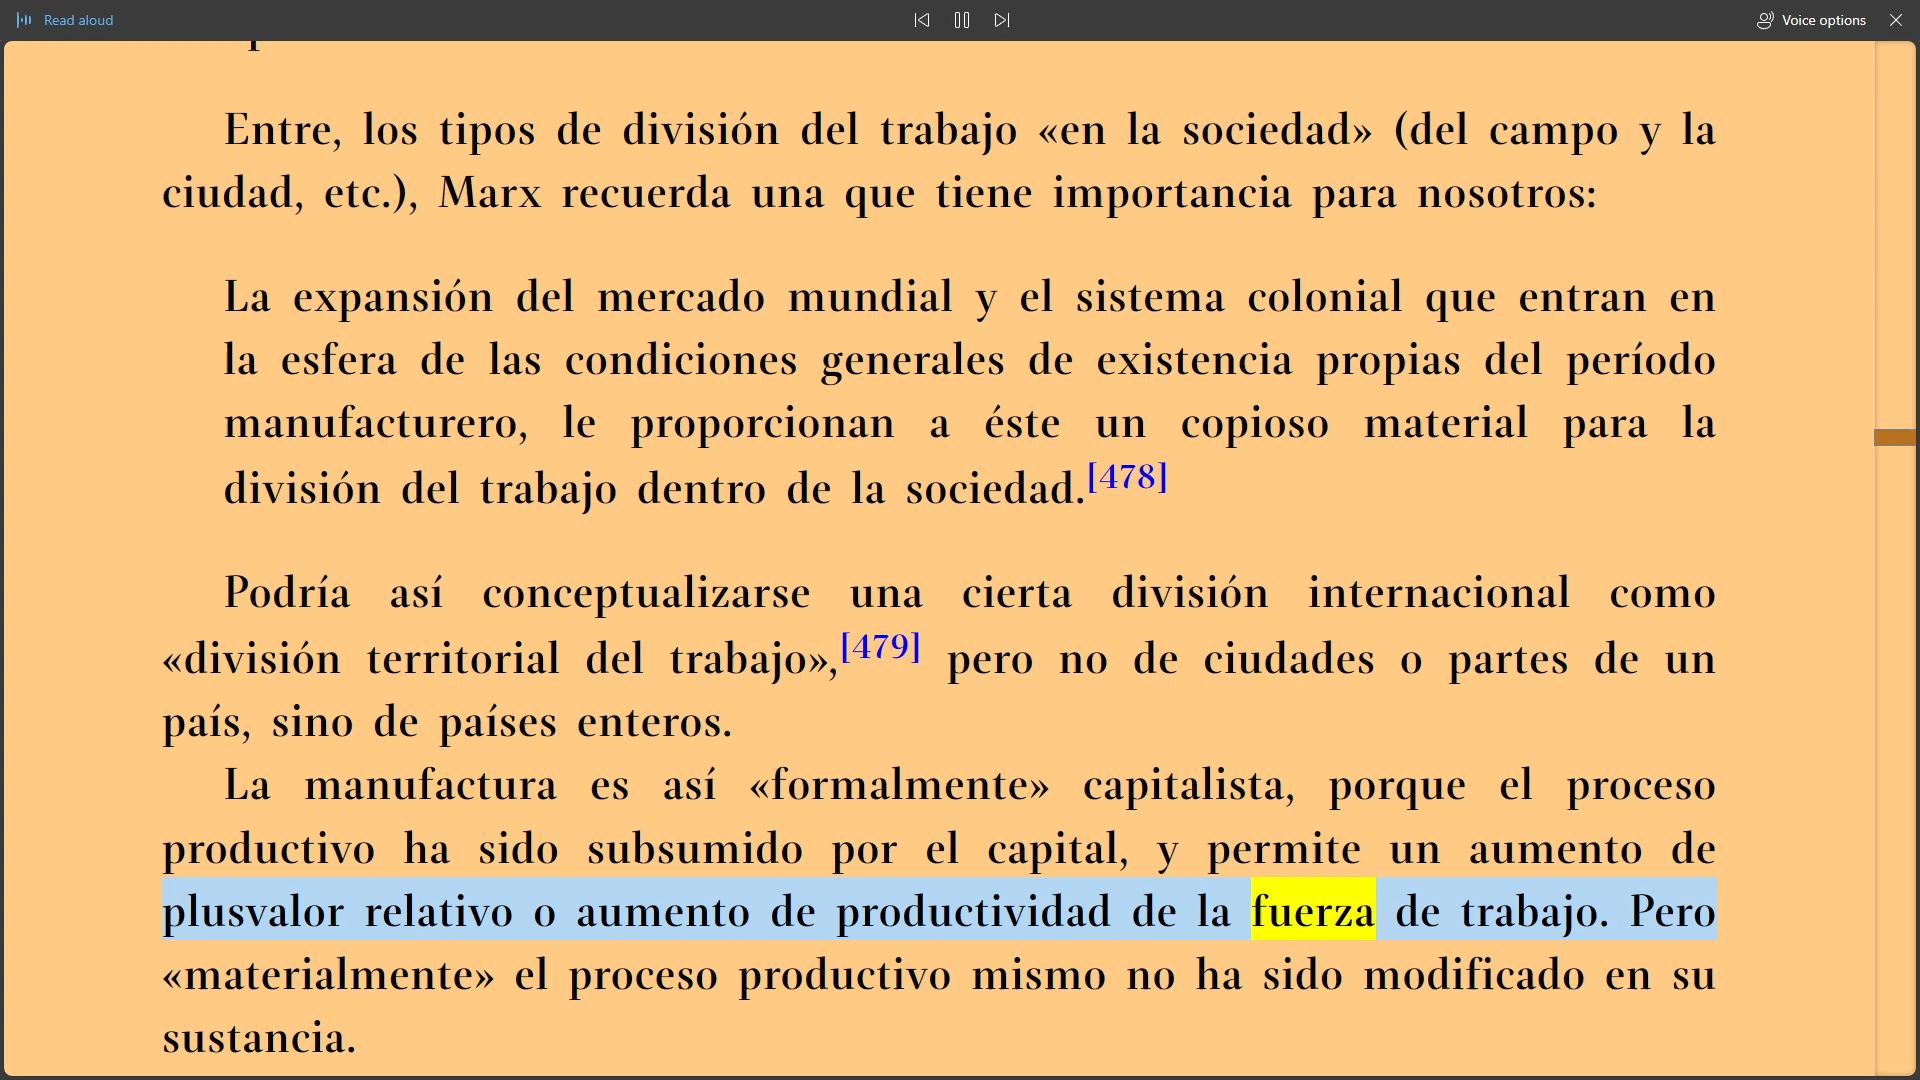 Read aloud
Voice options
Entre, los tipos de división del trabajo «en la sociedad» (del campo y la
ciudad, etc.), Marx recuerda una que tiene importancia para nosotros:
La expansión del mercado mundial y el sistema colonial que entran en
la esfera de las condiciones generales de existencia propias del período
manufacturero, le proporcionan a éste un copioso material para la
división del trabajo dentro de la sociedad.[478]
Podría así conceptualizarse una cierta división internacional como
«división territorial del trabajo»,[479] pero no de ciudades o partes de un
país, sino de países enteros.
La manufactura es así «formalmente» capitalista, porque el proceso
productivo ha sido subsumido por el capital, y permite un aumento de
plusvalor relativo o aumento de productividad de la fuerza de trabajo. Pero
«materialmente» el proceso productivo mismo no ha sido modificado en su
sustancia.